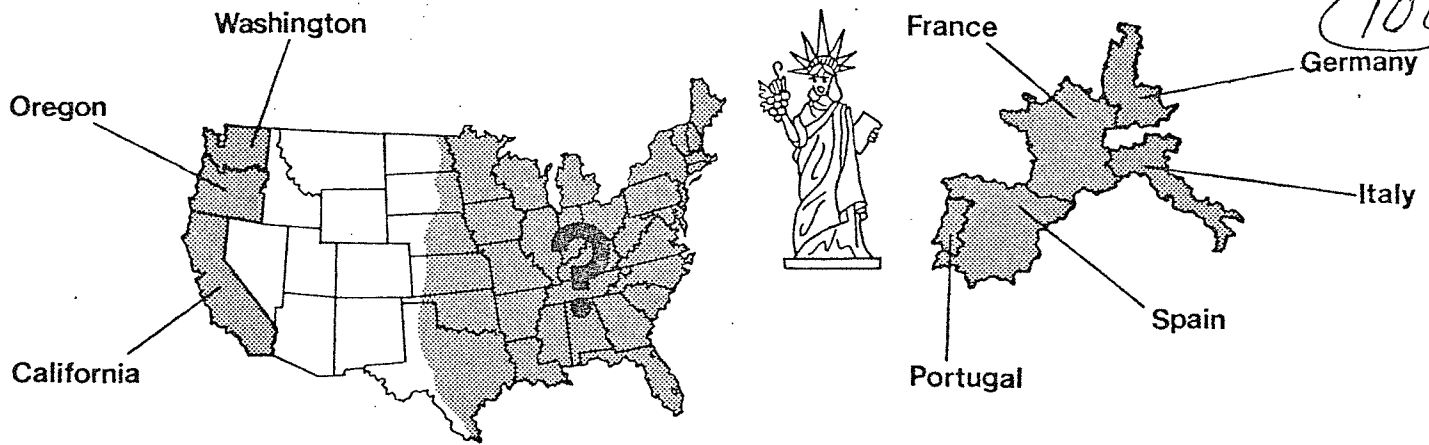 Washington
Oregon
California
?
France
Germany
Italy
Spain
Portugal